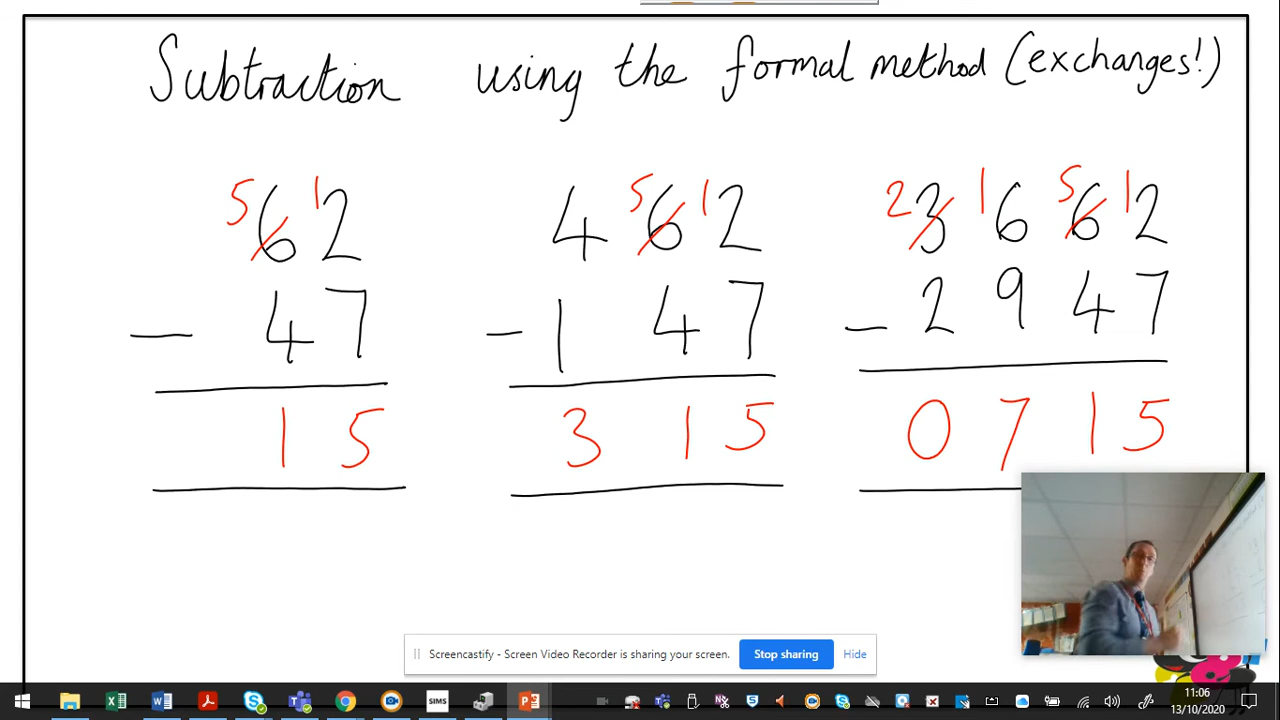 Subtraction using the formal method (exchanges!)
5 1 5 1 2 1 5 1
6 2 4 6 2 3 6 6 2
- 4 7 - 1 4 7 - 2 9 4 7
1 5 3 1 5 0 7 1 5
Screencastify - Screen Video Recorder is sharing your screen. Stop sharing Hide
SIMS
11:06
13/10/2020